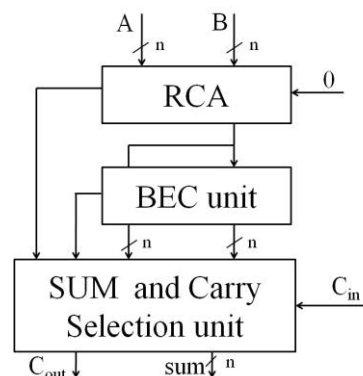 A B
n n
RCA
0
BEC unit
n n
SUM and Carry
Selection unit
C_in
C_out sum n